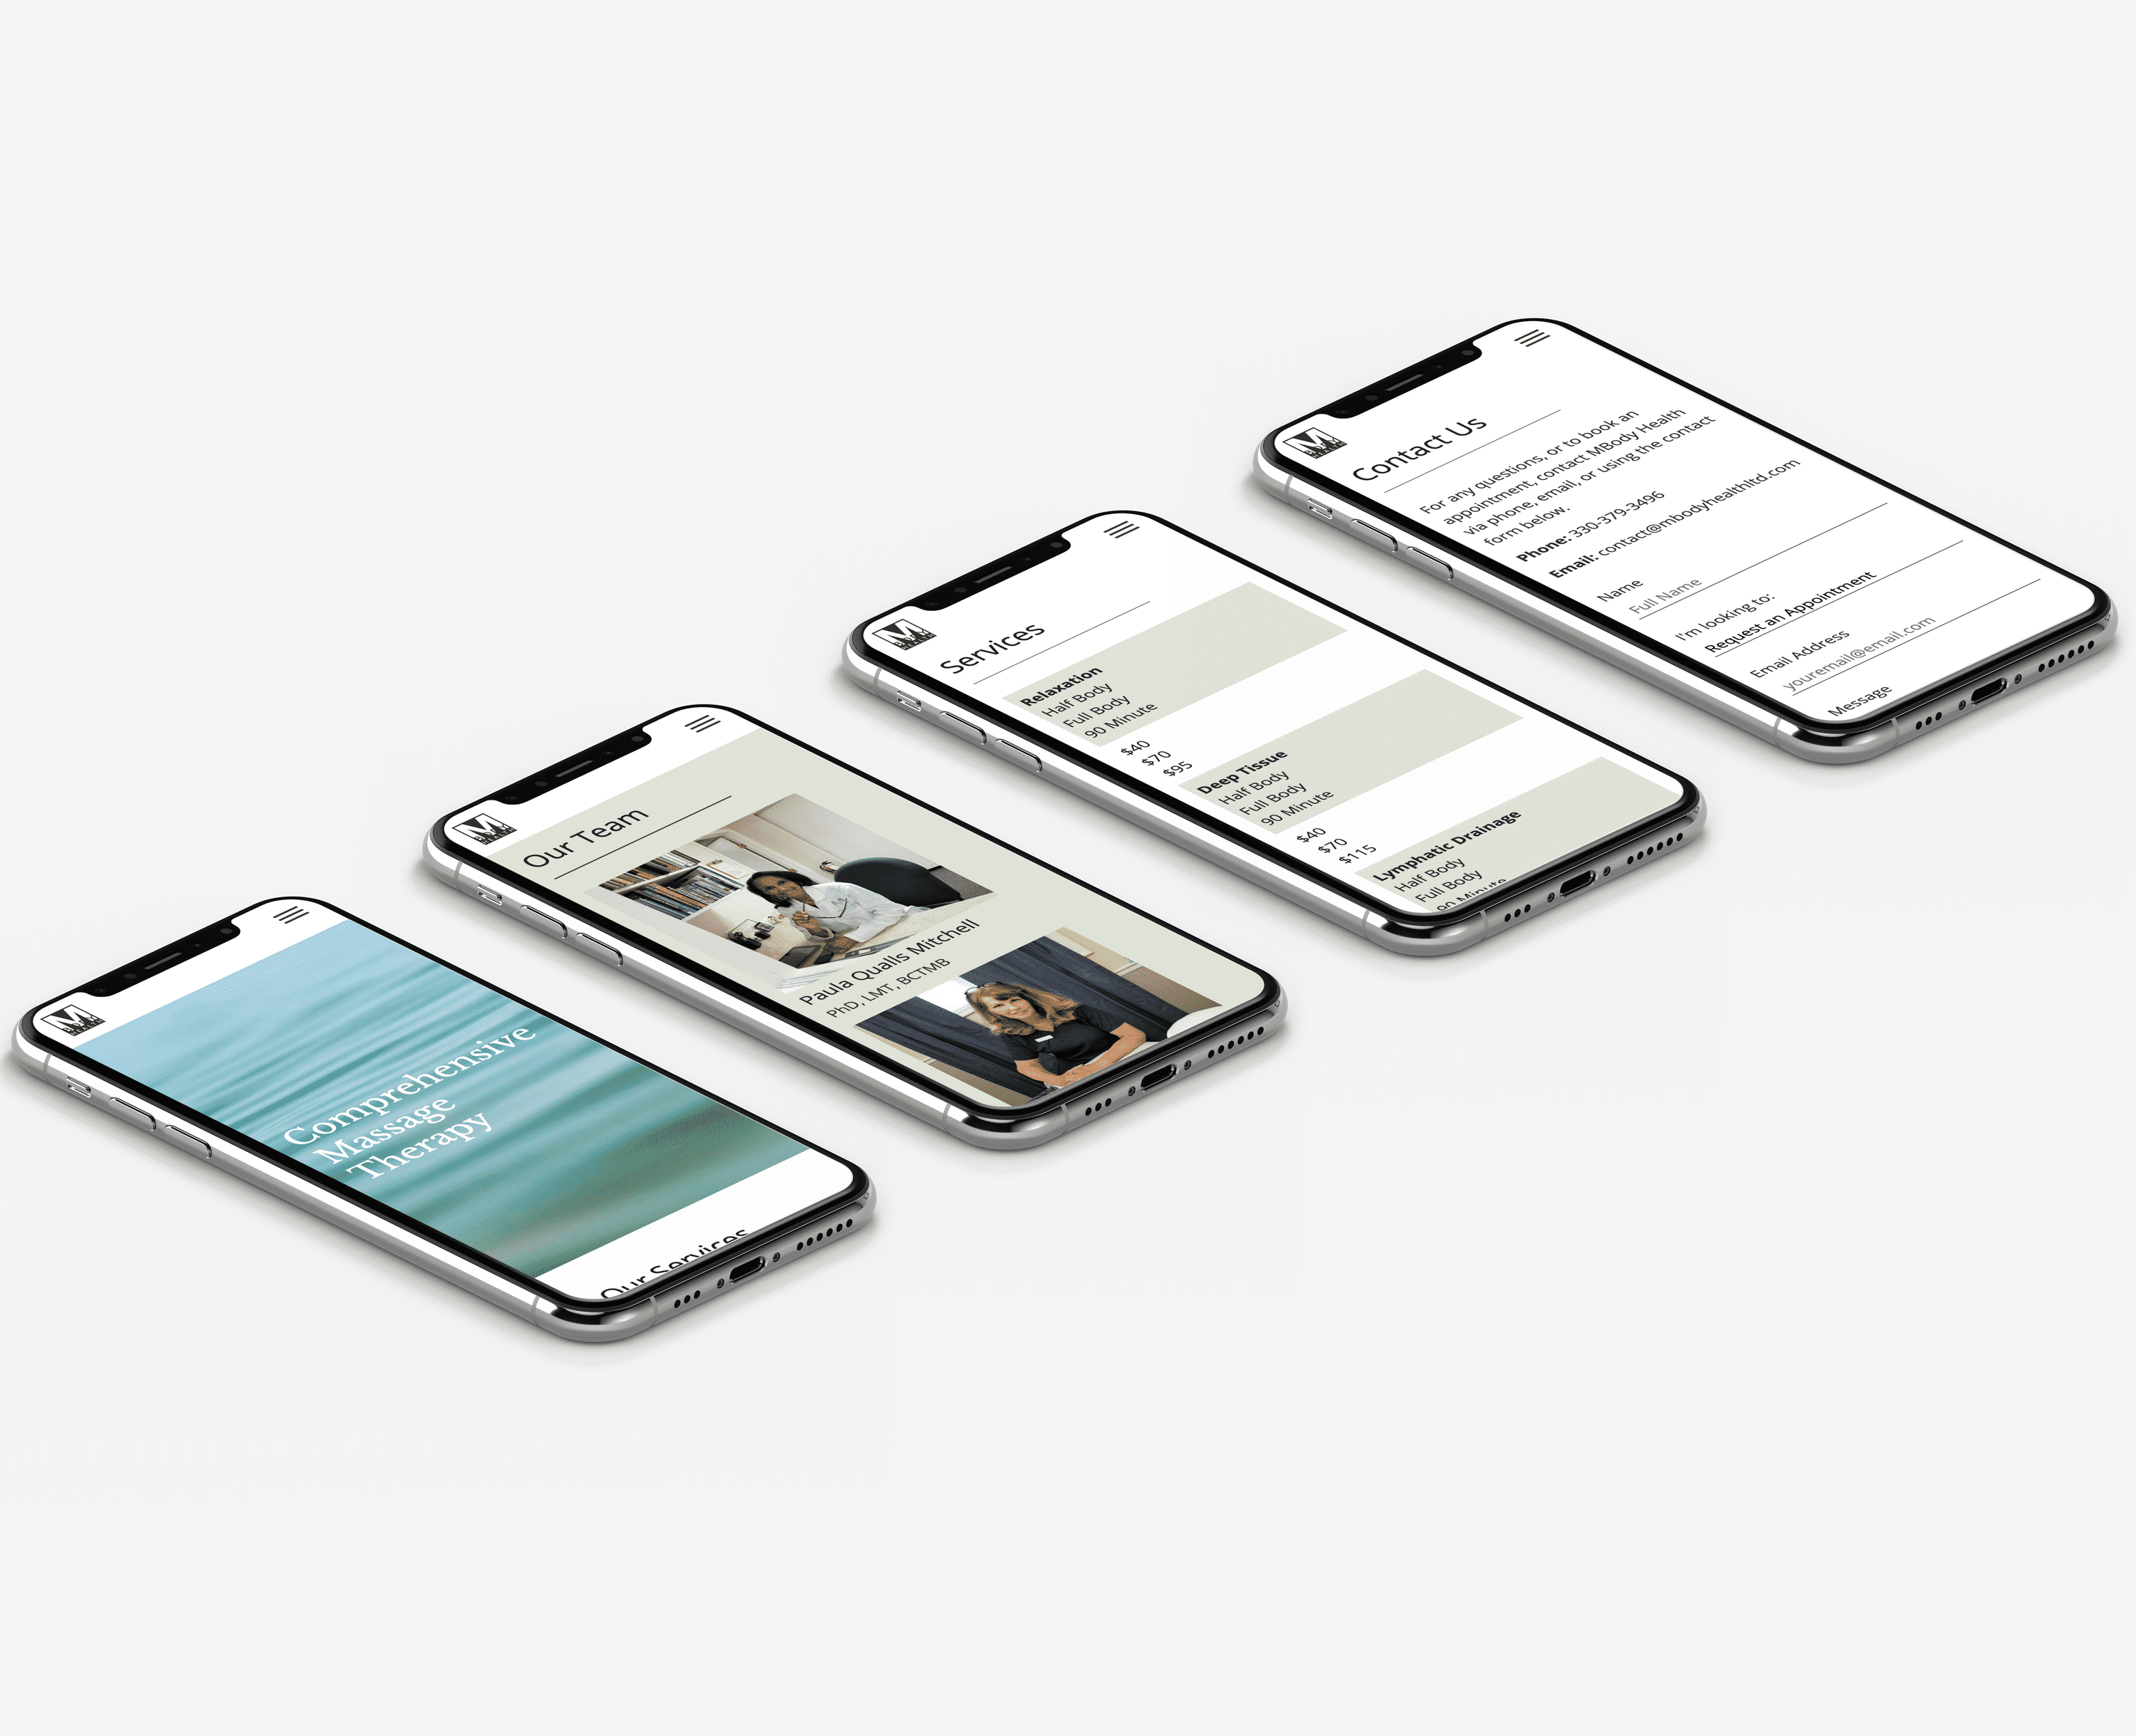 Comprehensive
Massage
Therapy
Our Services
Our Team
Paula Qualls Mitchell
PhD, LMT, BCTMB
M
BODY
HEALTH
Services
Relaxation
Half Body
Full Body
90 Minute
$40
$70
$95
Deep Tissue
Half Body
Full Body
90 Minute
$40
$70
$115
Lymphatic Drainage
Half Body
Full Body
90 Minute
Contact Us
For any questions, or to book an
appointment, contact MBody Health
via phone, email, or using the contact
form below.
Phone: 330-379-3496
Email: contact@mbodyhealthltd.com
Name
Full Name
I'm looking to:
Request an Appointment
Email Address
youremail@email.com
Message